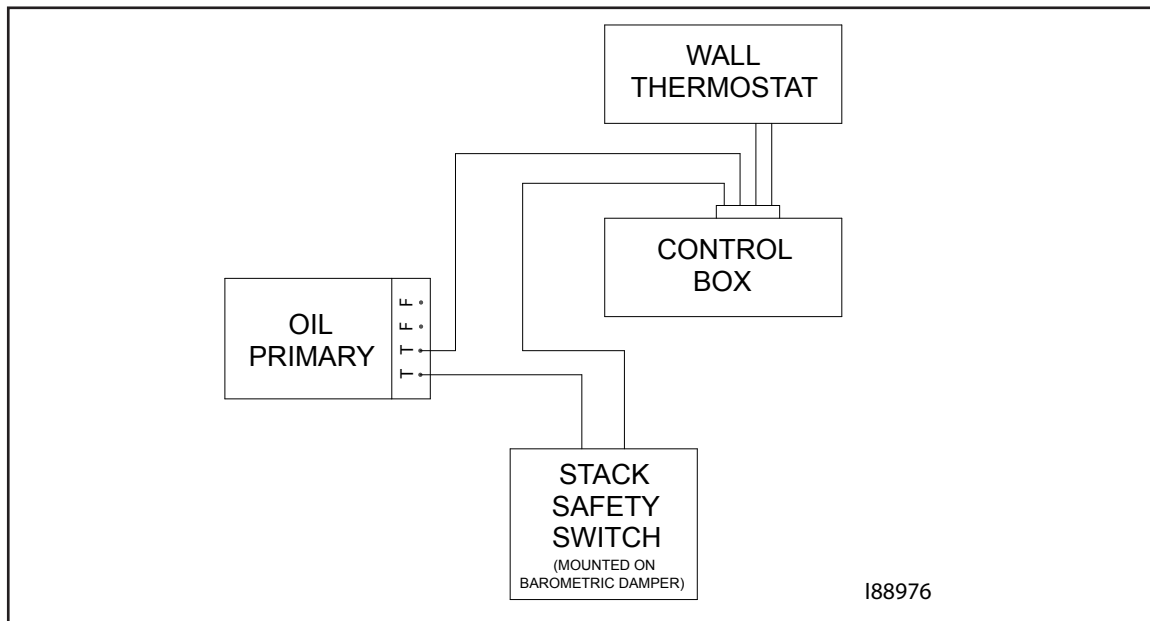 WALL
THERMOSTAT
CONTROL
BOX
OIL
PRIMARY
F
F
T
T
STACK
SAFETY
SWITCH
(MOUNTED ON
BAROMETRIC DAMPER)
I88976